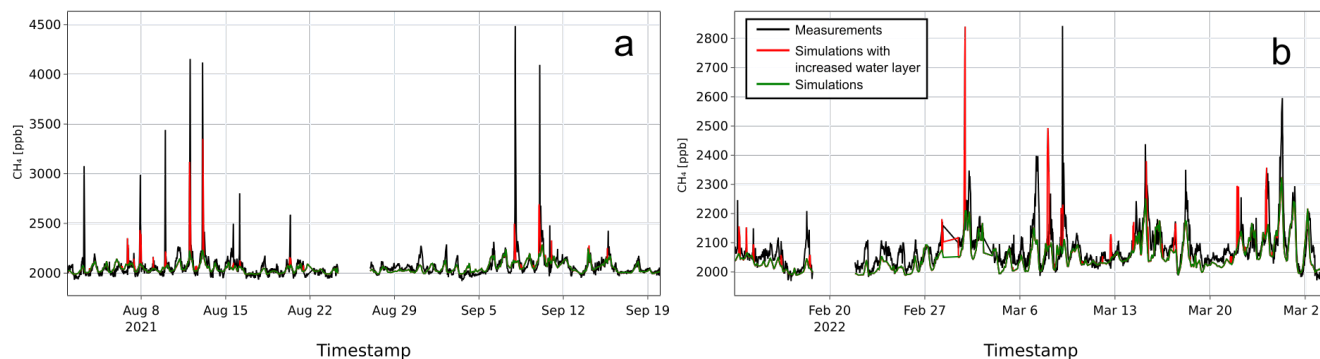 a
4500
4000
3500
3000
2500
2000
CH₄ [ppb]
Aug 8
2021
Aug 15
Aug 22
Aug 29
Sep 5
Sep 12
Sep 19
Timestamp
b
Measurements
Simulations with
increased water layer
Simulations
2800
2700
2600
2500
2400
2300
2200
2100
2000
CH₄ [ppb]
Feb 20
2022
Feb 27
Mar 6
Mar 13
Mar 20
Mar 2
Timestamp